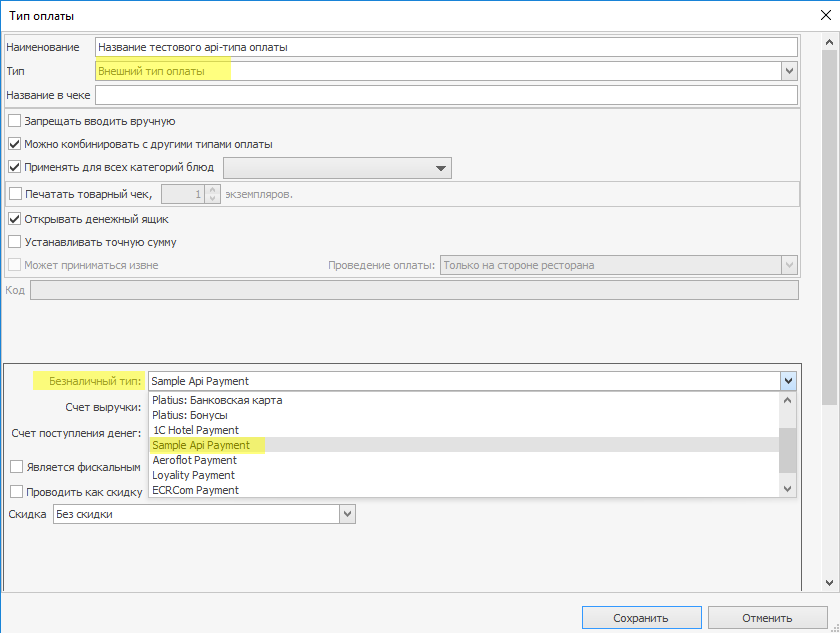 Тип оплаты
Наименование Название тестового api-типа оплаты
Тип Внешний тип оплаты
Название в чеке
Запрещать вводить вручную
Можно комбинировать с другими типами оплаты
Применять для всех категорий блюд
Печатать товарный чек, 1 экземпляров.
Открывать денежный ящик
Устанавливать точную сумму
Может приниматься извне Проведение оплаты: Только на стороне ресторана
Код
Безналичный тип: Sample Api Payment
Platius: Банковская карта
Счет выручки: Platius: Бонусы
1C Hotel Payment
Счет поступления денег: Sample Api Payment
Aeroflot Payment
Является фискальным Loyality Payment
Проводить как скидку ECRCom Payment
Скидка Без скидки
Сохранить Отменить